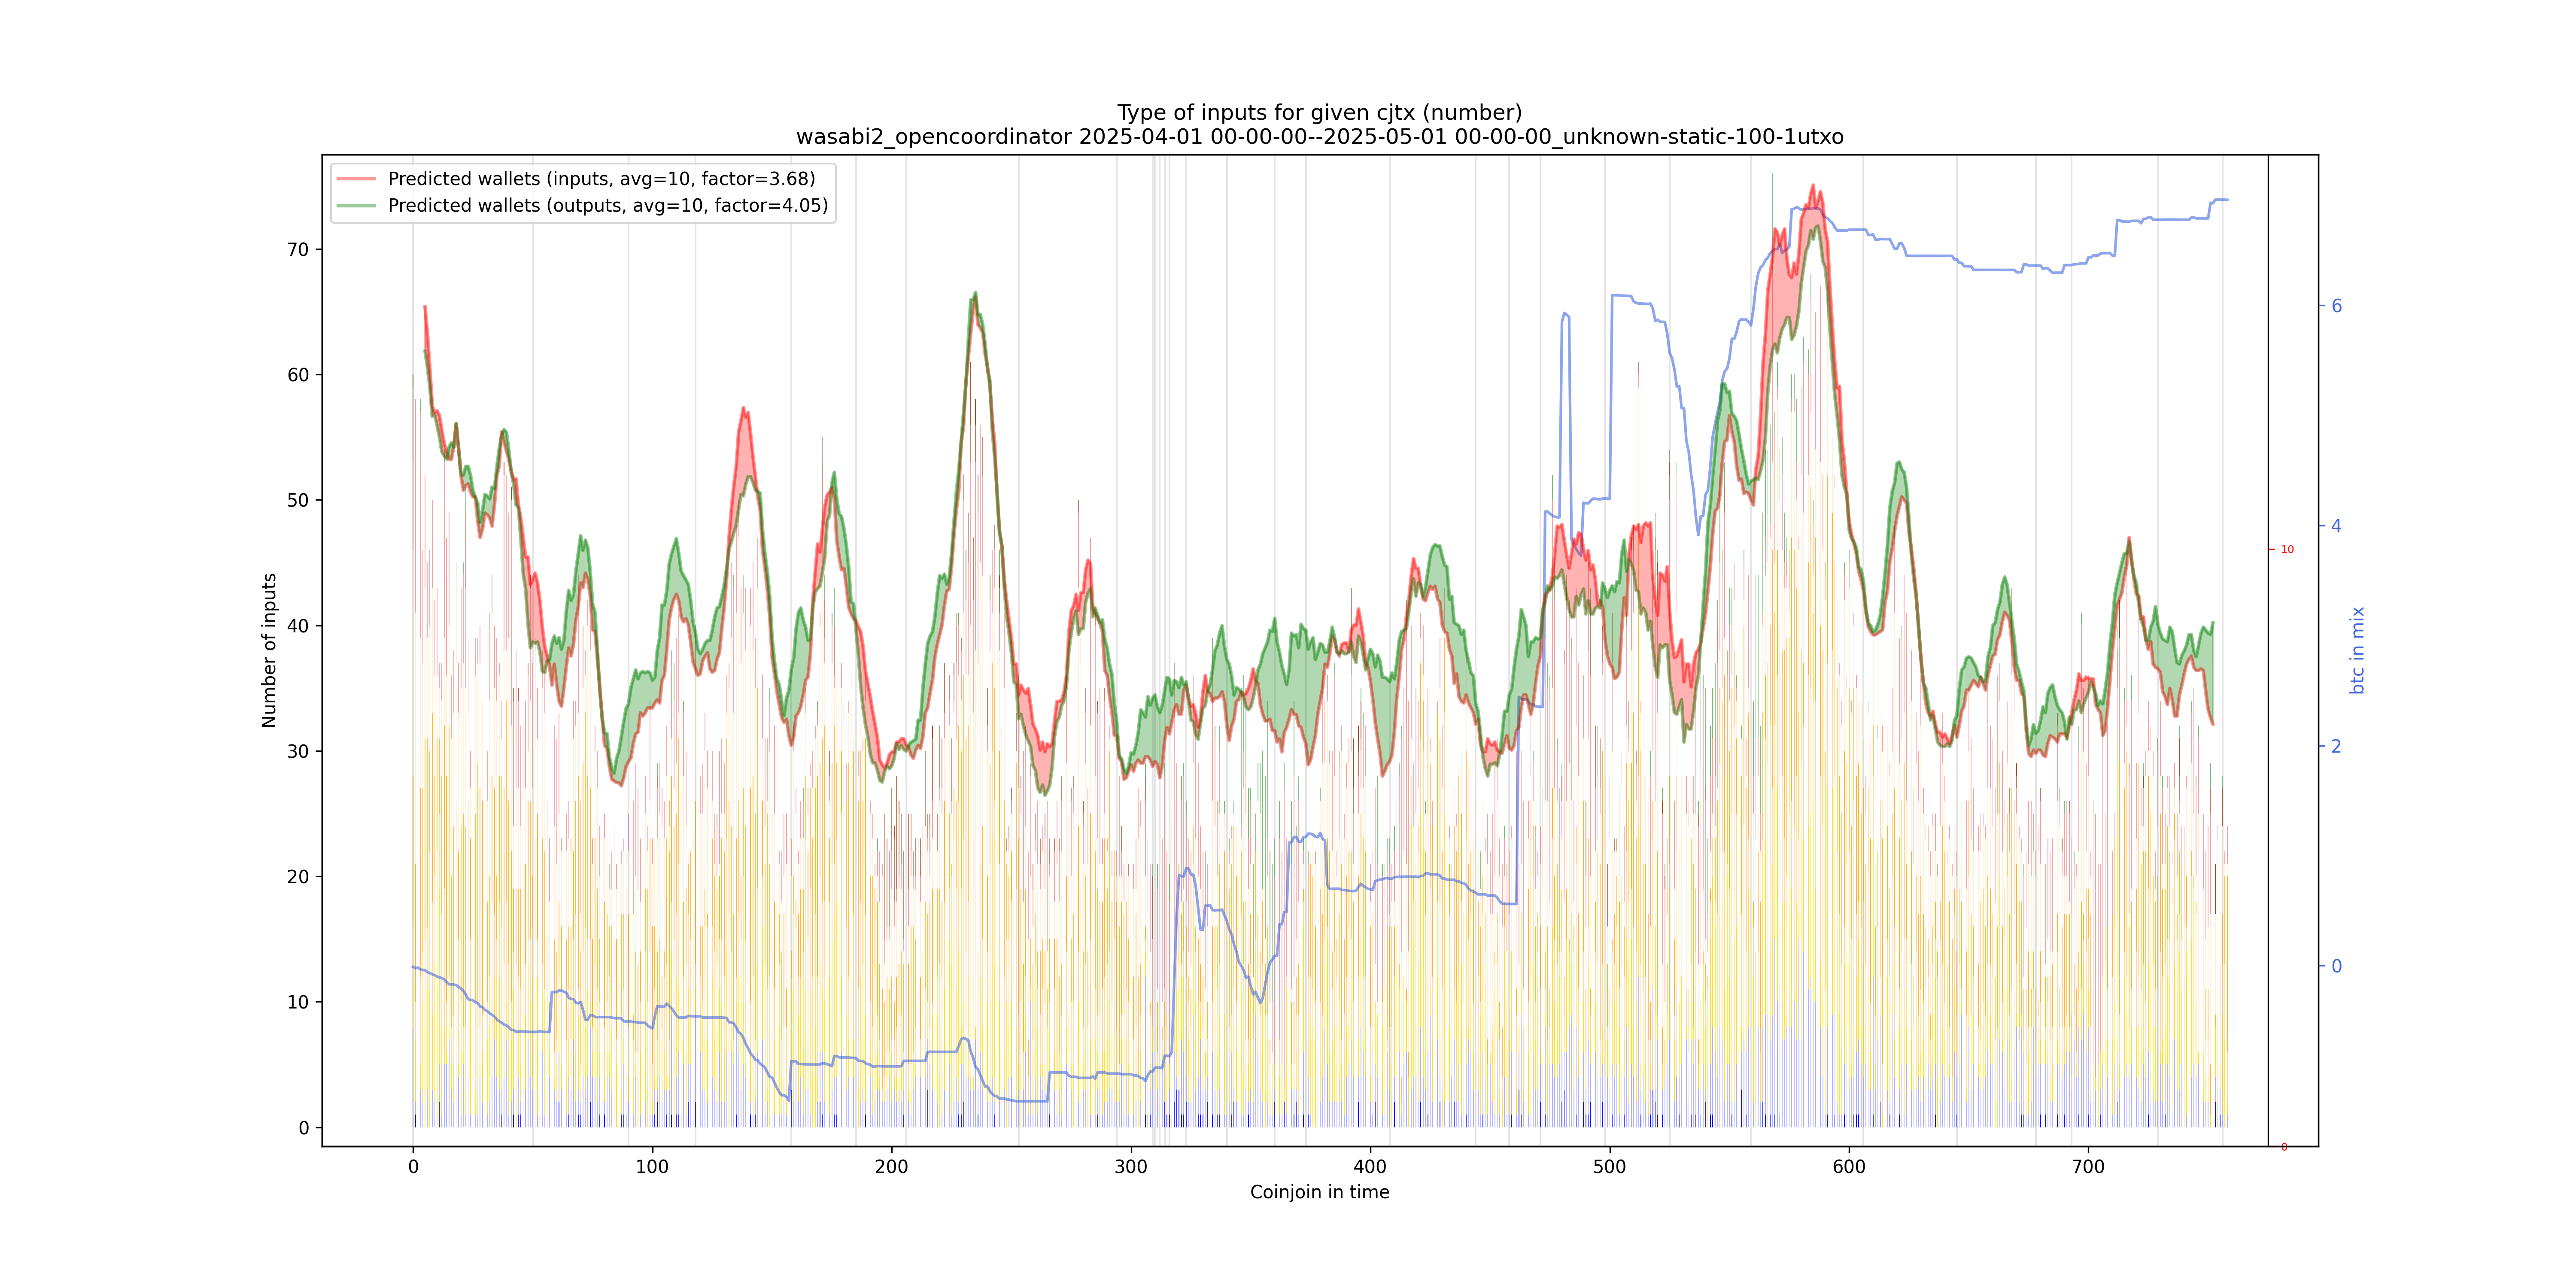 Type of inputs for given cjtx (number)
wasabi2_opencoordinator 2025-04-01 00-00-00--2025-05-01 00-00-00_unknown-static-100-1utxo
Predicted wallets (inputs, avg=10, factor=3.68)
Predicted wallets (outputs, avg=10, factor=4.05)
Number of inputs
70
60
50
40
30
20
10
0
0 100 200 300 400 500 600 700
Coinjoin in time
10
0
6
4
2
0
btc in mix